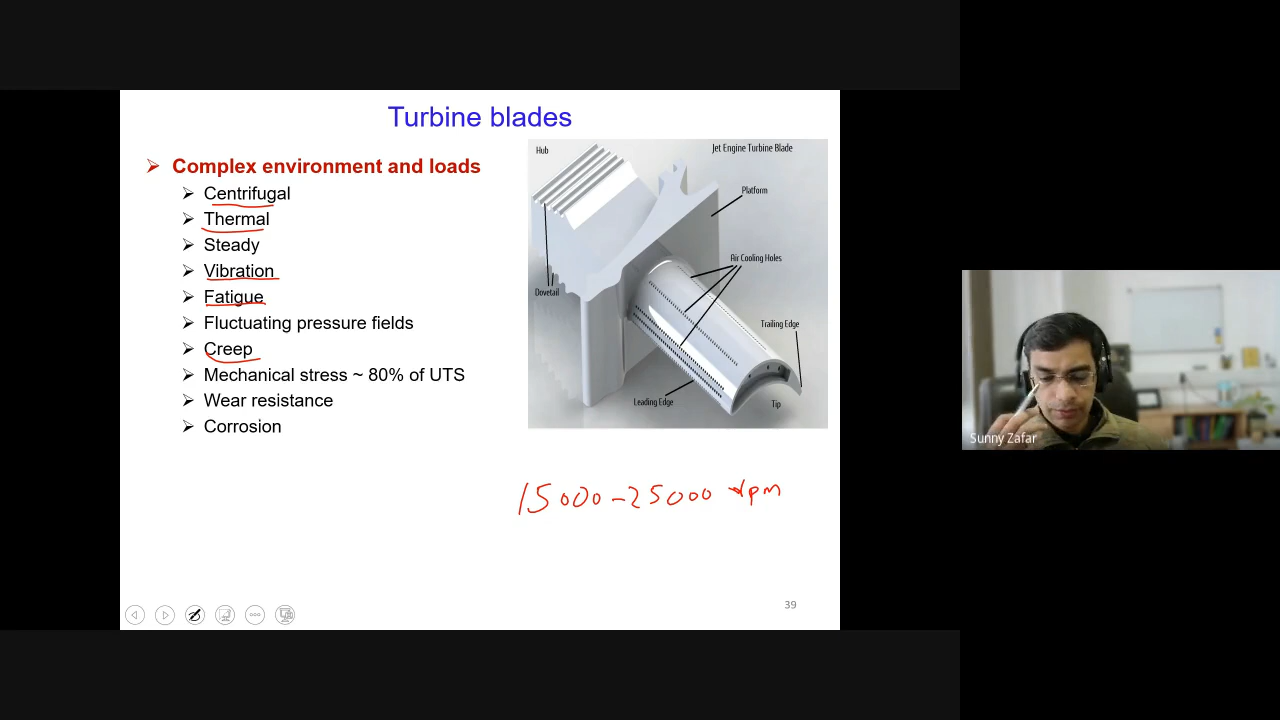 Turbine blades
Complex environment and loads
Centrifugal
Thermal
Steady
Vibration
Fatigue
Fluctuating pressure fields
Creep
Mechanical stress ~ 80% of UTS
Wear resistance
Corrosion
Hub
Jet Engine Turbine Blade
Platform
Air Cooling Holes
Dovetail
Trailing Edge
Leading Edge
Tip
15000-25000 rpm
39
Sunny Zafar